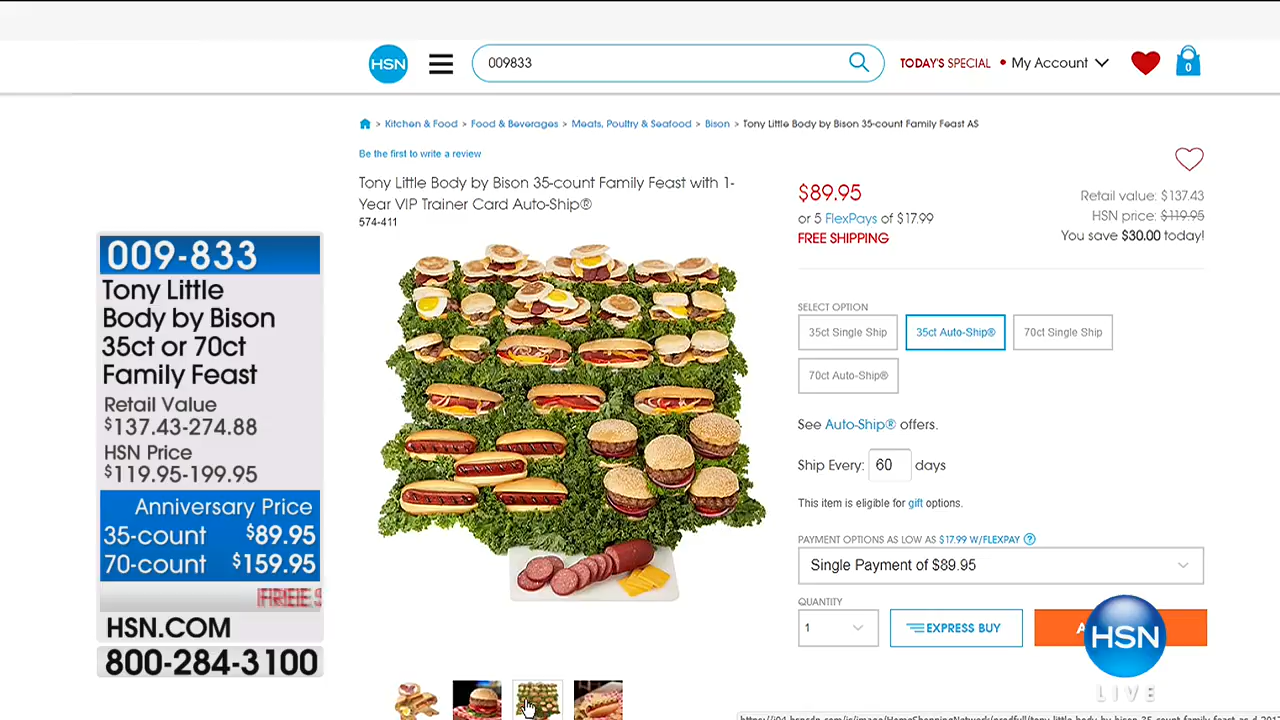 HSN
009833
TODAY'S SPECIAL • My Account
0
> Kitchen & Food > Food & Beverages > Meats, Poultry & Seafood > Bison > Tony Little Body by Bison 35-count Family Feast AS
Be the first to write a review
Tony Little Body by Bison 35-count Family Feast with 1-
Year VIP Trainer Card Auto-Ship®
574-411
$89.95
or 5 FlexPays of $17.99
FREE SHIPPING
Retail value: $137.43
HSN price: $119.95
You save $30.00 today!
SELECT OPTION
35ct Single Ship
35ct Auto-Ship®
70ct Single Ship
70ct Auto-Ship®
See Auto-Ship® offers.
Ship Every: 60 days
This item is eligible for gift options.
PAYMENT OPTIONS AS LOW AS $17.99 W/FLEXPAY ?
Single Payment of $89.95
QUANTITY
1
EXPRESS BUY
HSN
LIVE
009-833
Tony Little
Body by Bison
35ct or 70ct
Family Feast
Retail Value
$137.43-274.88
HSN Price
$119.95-199.95
Anniversary Price
35-count $89.95
70-count $159.95
FREE S
HSN.COM
800-284-3100